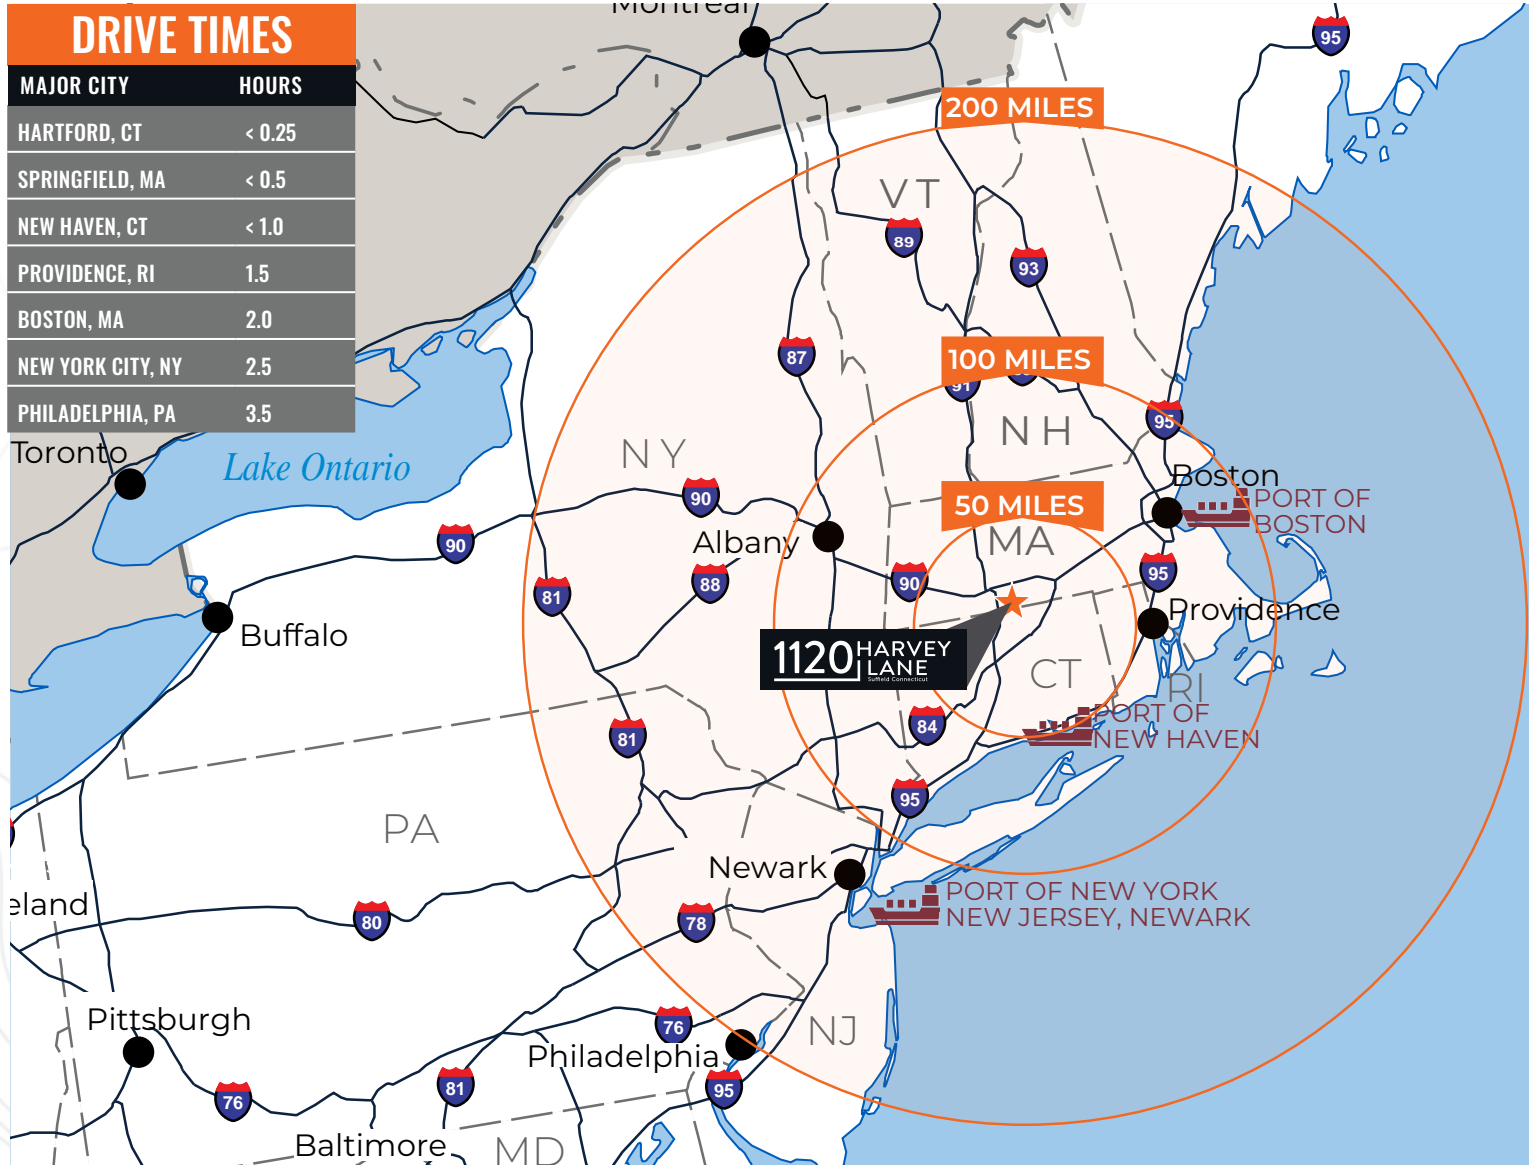 DRIVE TIMES
MAJOR CITY HOURS
HARTFORD, CT < 0.25
SPRINGFIELD, MA < 0.5
NEW HAVEN, CT < 1.0
PROVIDENCE, RI 1.5
BOSTON, MA 2.0
NEW YORK CITY, NY 2.5
PHILADELPHIA, PA 3.5
Montreal
95
200 MILES
VT
89
93
87
100 MILES
91
95
NH
NY
Toronto
Lake Ontario
90
Boston
PORT OF
BOSTON
50 MILES
MA
Albany
90
88
90
95
81
Buffalo
Providence
1120 HARVEY
LANE
Suffield Connecticut
CT
RI
PORT OF
NEW HAVEN
84
81
95
PA
Newark
PORT OF NEW YORK
NEW JERSEY, NEWARK
eland
80
78
Pittsburgh
76
NJ
Philadelphia
81
95
76
Baltimore
MD